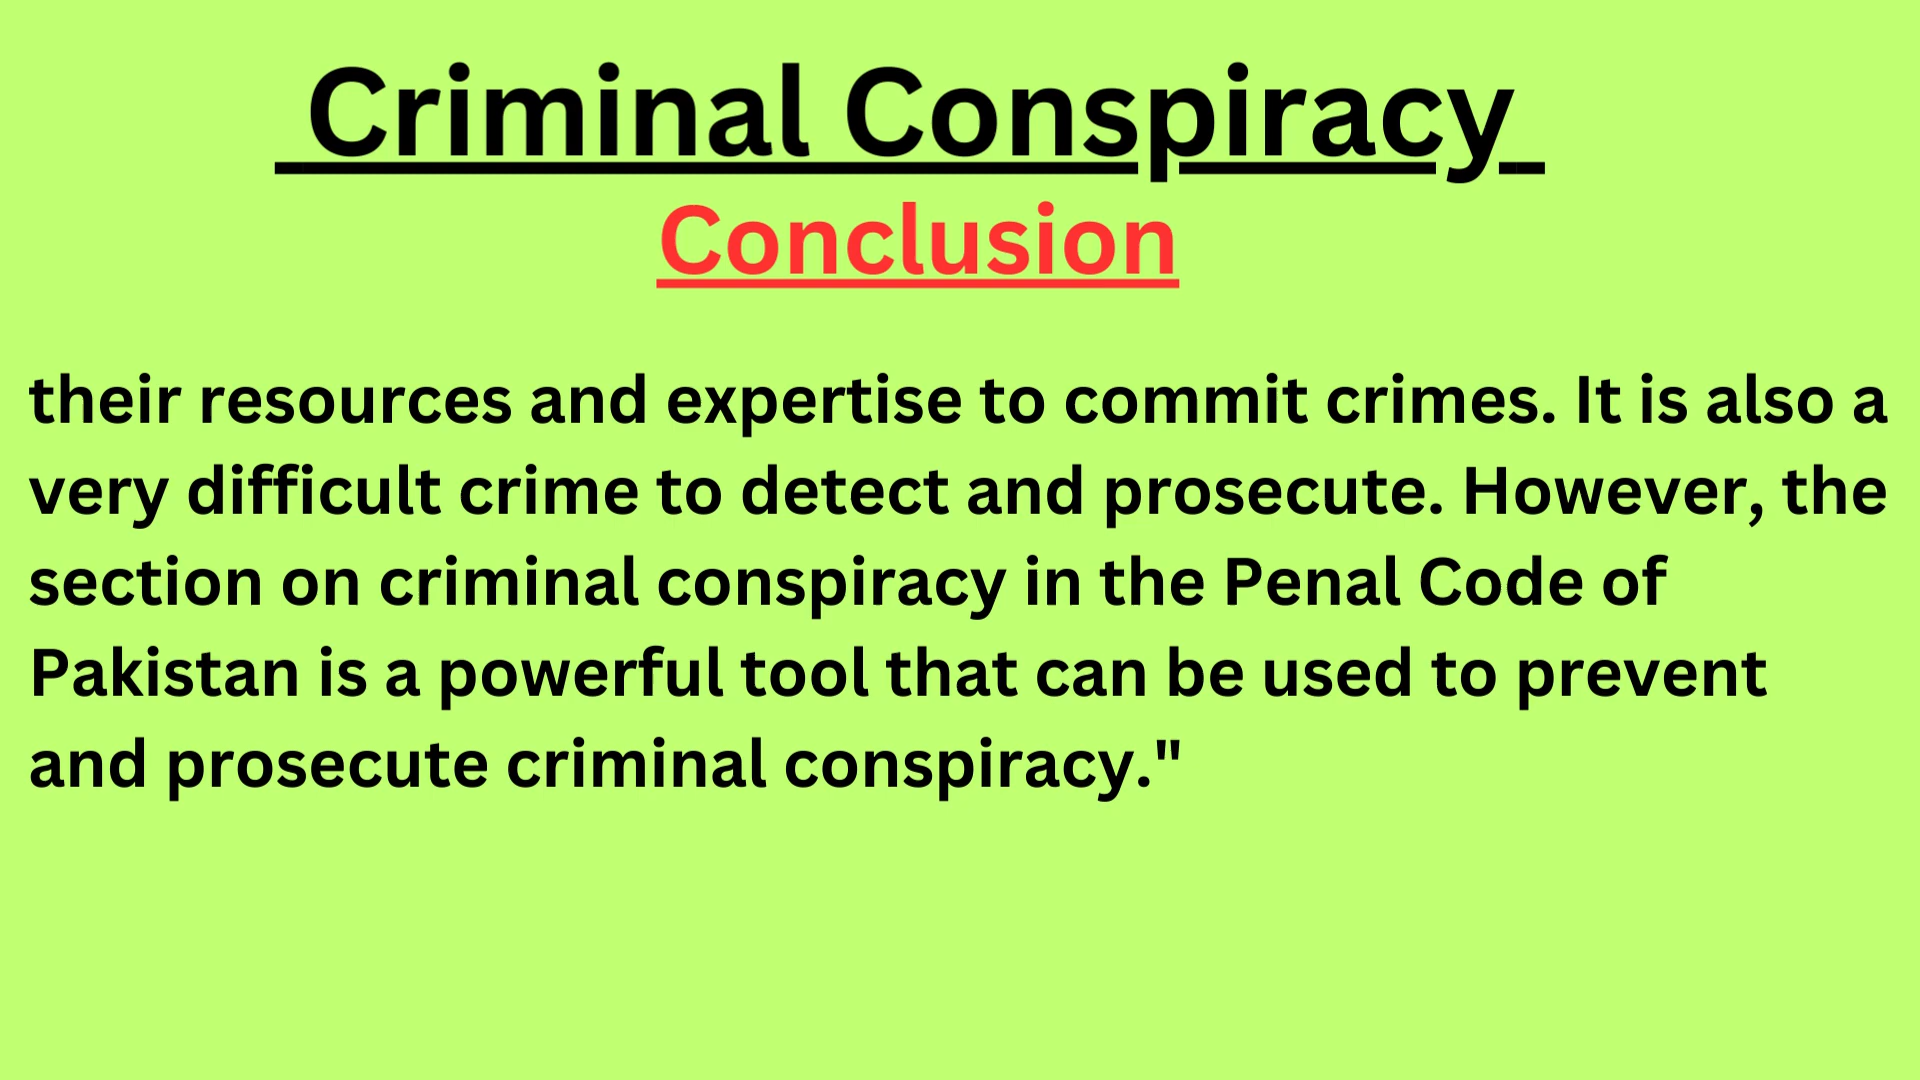 Criminal Conspiracy
Conclusion
their resources and expertise to commit crimes. It is also a
very difficult crime to detect and prosecute. However, the
section on criminal conspiracy in the Penal Code of
Pakistan is a powerful tool that can be used to prevent
and prosecute criminal conspiracy."